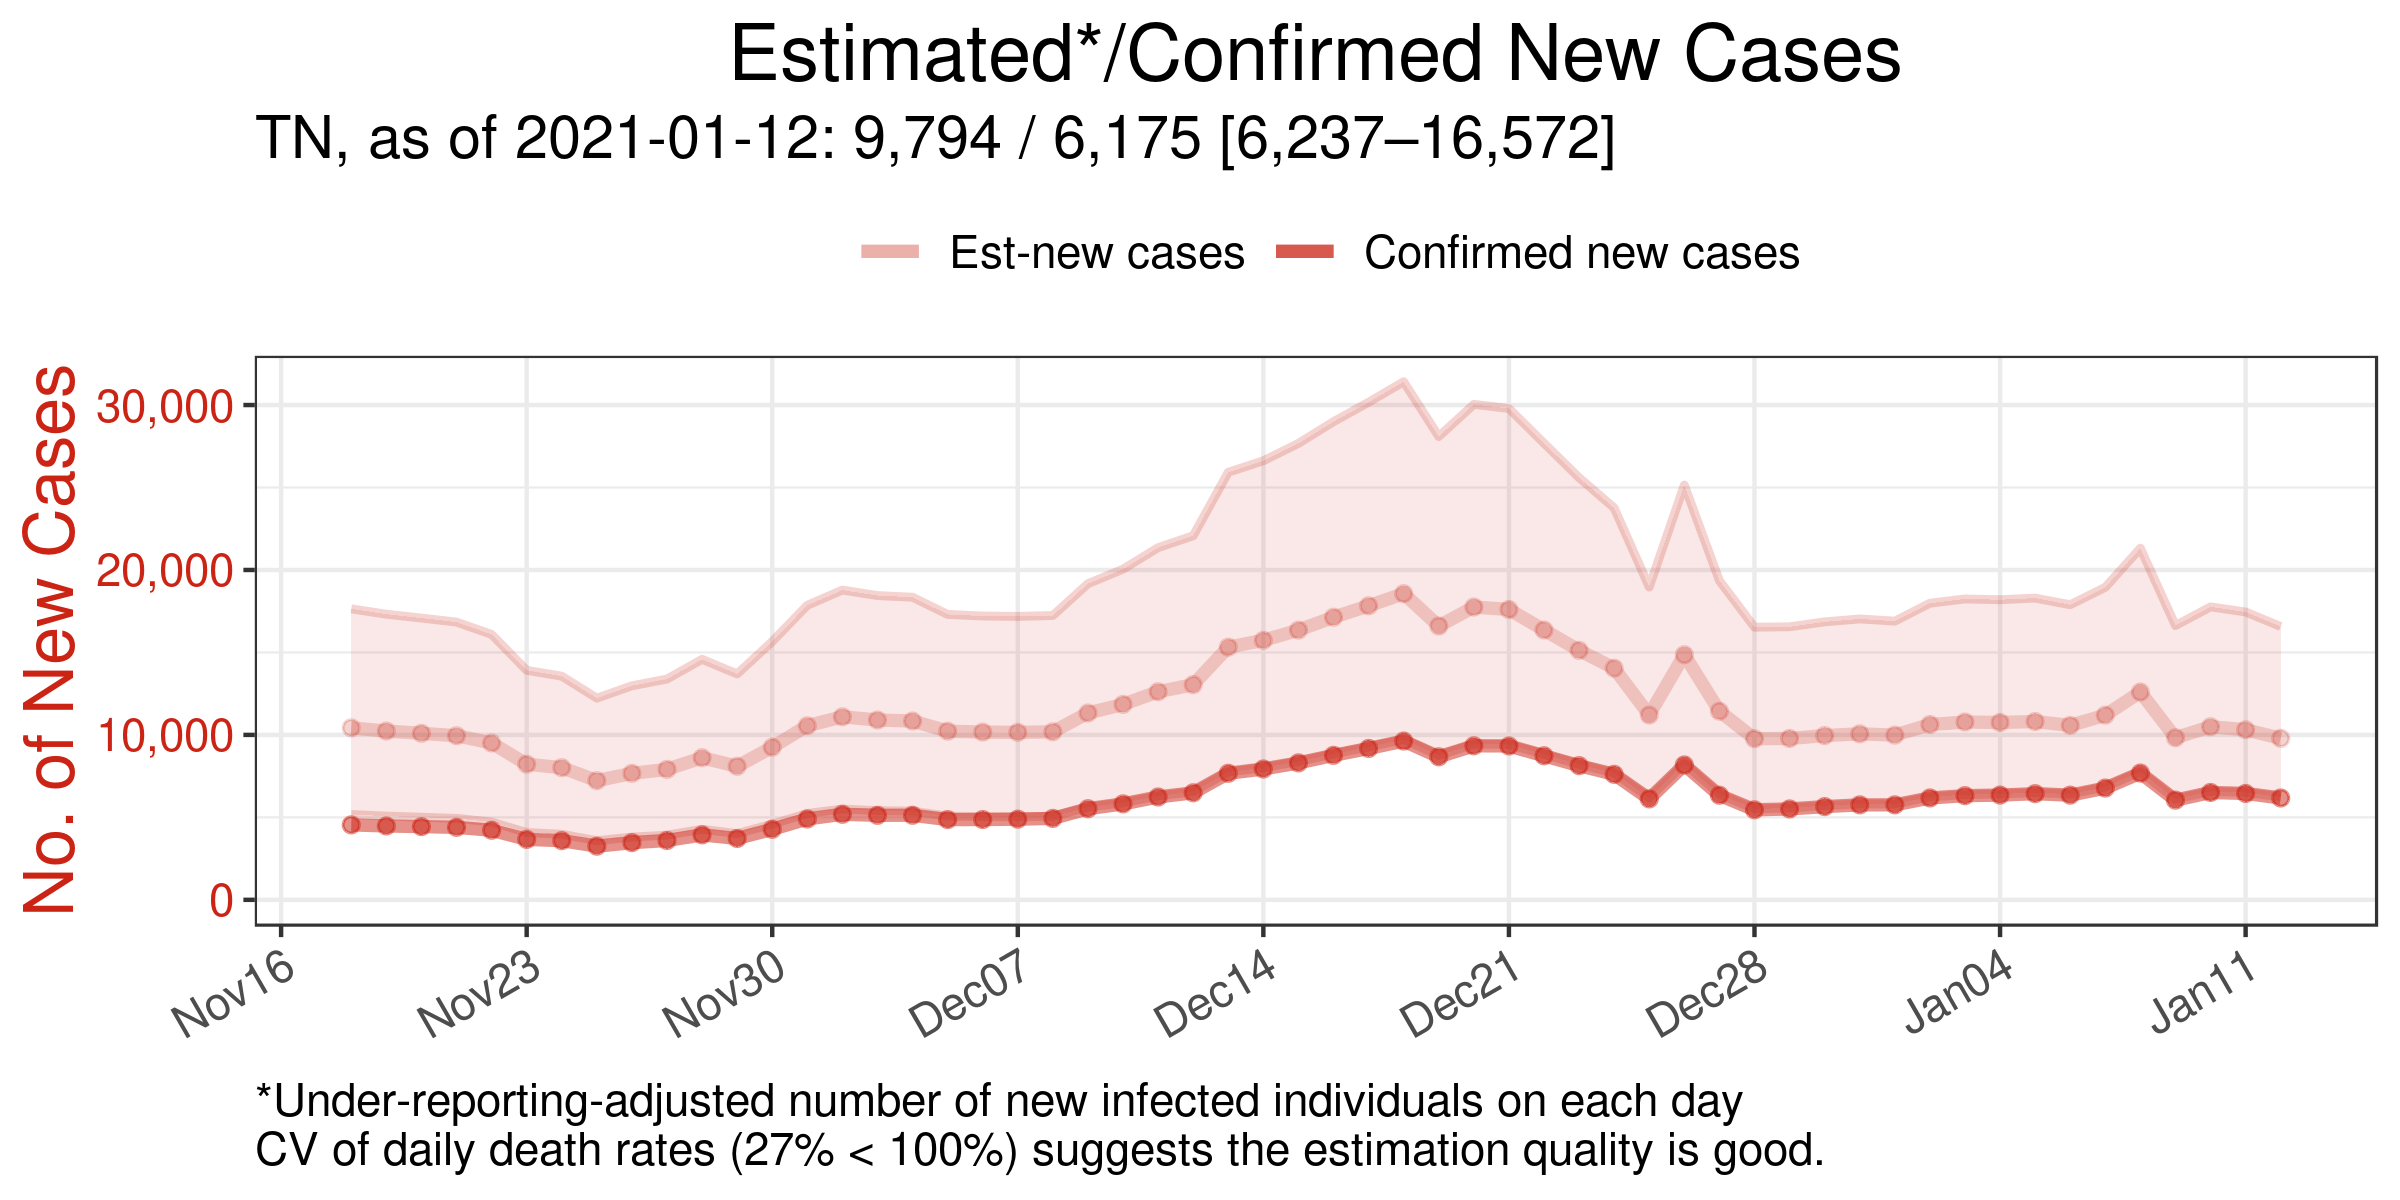 Estimated*/Confirmed New Cases
TN, as of 2021-01-12: 9,794 / 6,175 [6,237–16,572]
Est-new cases
Confirmed new cases
No. of New Cases
30,000
20,000
10,000
0
Nov16
Nov23
Nov30
Dec07
Dec14
Dec21
Dec28
Jan04
Jan11
*Under-reporting-adjusted number of new infected individuals on each day
CV of daily death rates (27% < 100%) suggests the estimation quality is good.